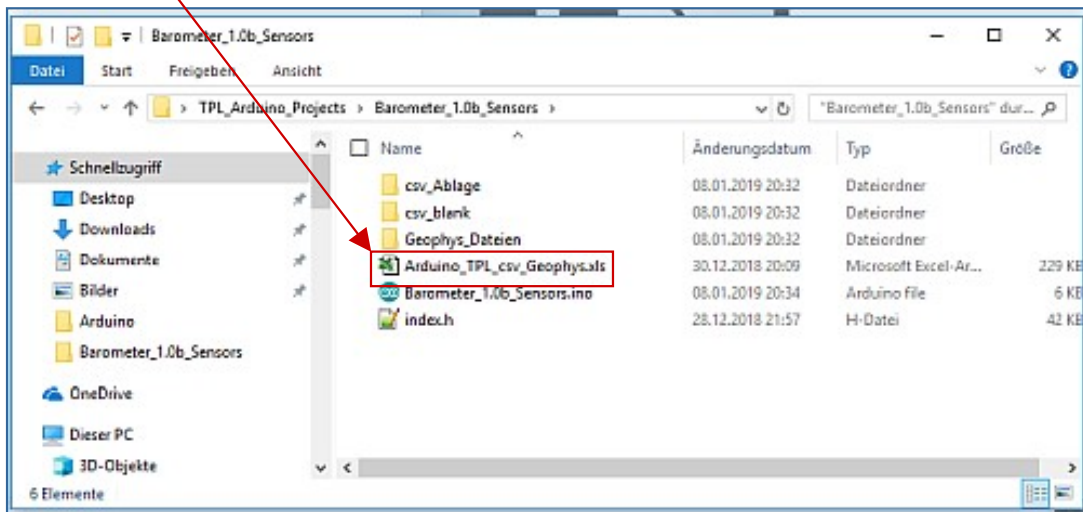 Barometer_1.0b_Sensors
Datei Start Freigeben Ansicht
TPL_Arduino_Projects > Barometer_1.0b_Sensors > "Barometer_1.0b_Sensors" dur...
Name Änderungsdatum Typ Größe
Schnellzugriff
Desktop
Downloads
Dokumente
Bilder
Arduino
Barometer_1.0b_Sensors
OneDrive
Dieser PC
3D-Objekte
csv_Ablage 08.01.2019 20:32 Dateiordner
csv_blank 08.01.2019 20:32 Dateiordner
Geophys_Dateien 08.01.2019 20:32 Dateiordner
Arduino_TPL_csv_Geophys.xls 30.12.2018 20:09 Microsoft Excel-Ar... 229 KB
Barometer_1.0b_Sensors.ino 08.01.2019 20:34 Arduino file 6 KB
index.h 28.12.2018 21:57 H-Datei 42 KB
6 Elemente